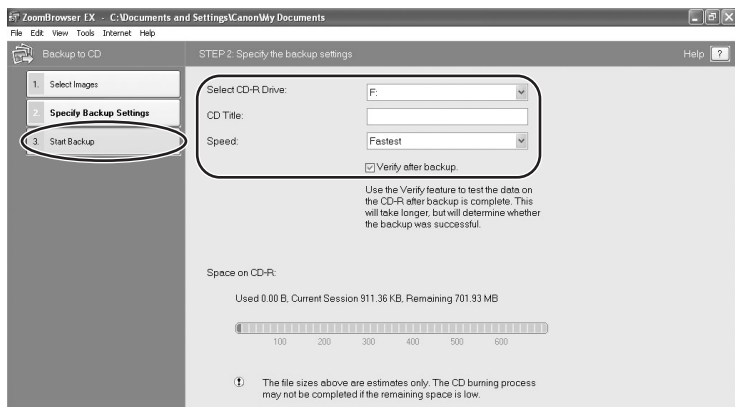 ZoomBrowser EX - C:\Documents and Settings\Canon\My Documents
File Edit View Tools Internet Help
Backup to CD
STEP 2: Specify the backup settings
Help ?
1. Select Images
2. Specify Backup Settings
3. Start Backup
Select CD-R Drive: F:
CD Title:
Speed: Fastest
Verify after backup.
Use the Verify feature to test the data on
the CD-R after backup is complete. This
will take longer, but will determine whether
the backup was successful.
Space on CD-R:
Used 0.00 B, Current Session 911.36 KB, Remaining 701.93 MB
100 200 300 400 500 600
The file sizes above are estimates only. The CD burning process
may not be completed if the remaining space is low.